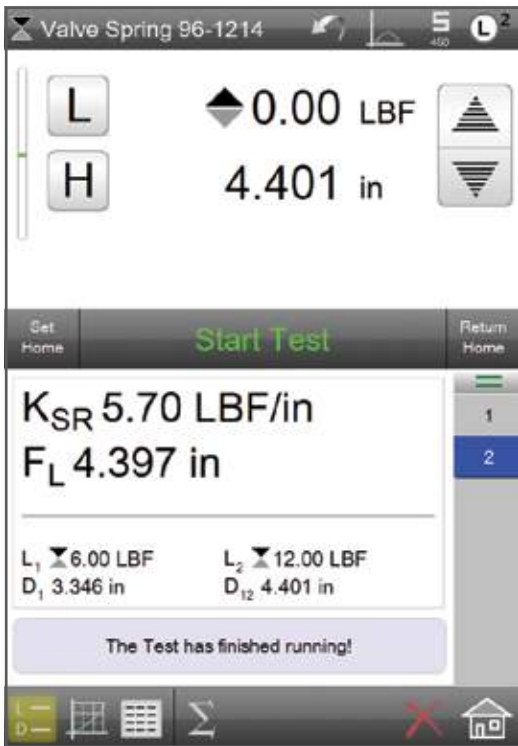 Valve Spring 96-1214
S
450
L2
L
0.00 LBF
H
4.401 in
Set
Home
Start Test
Return
Home
KSR 5.70 LBF/in
FL 4.397 in
1
2
L1 6.00 LBF
L2 12.00 LBF
D1 3.346 in
D12 4.401 in
The Test has finished running!
L
D
Σ